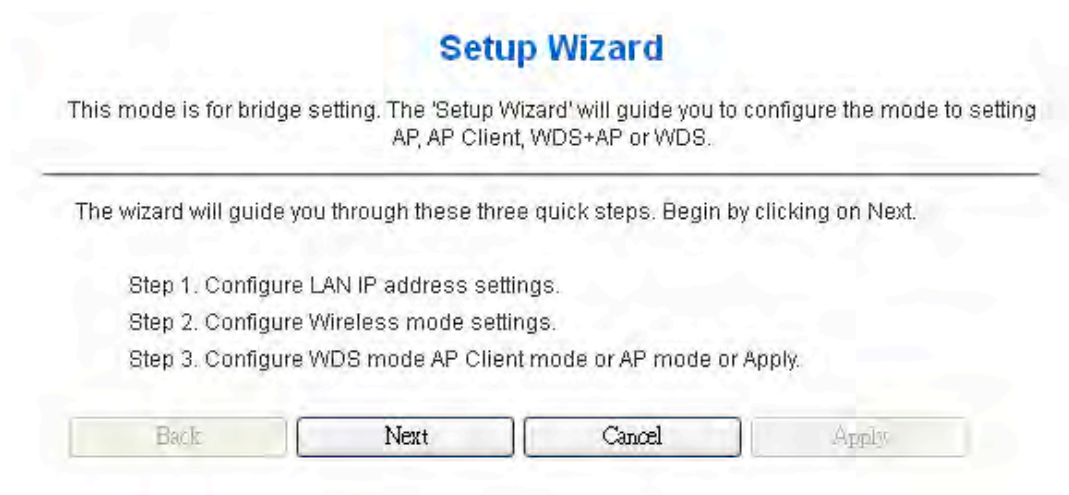 Setup Wizard
This mode is for bridge setting. The 'Setup Wizard' will guide you to configure the mode to setting
AP, AP Client, WDS+AP or WDS.
The wizard will guide you through these three quick steps. Begin by clicking on Next.
Step 1. Configure LAN IP address settings.
Step 2. Configure Wireless mode settings.
Step 3. Configure WDS mode AP Client mode or AP mode or Apply.
Back Next Cancel Apply